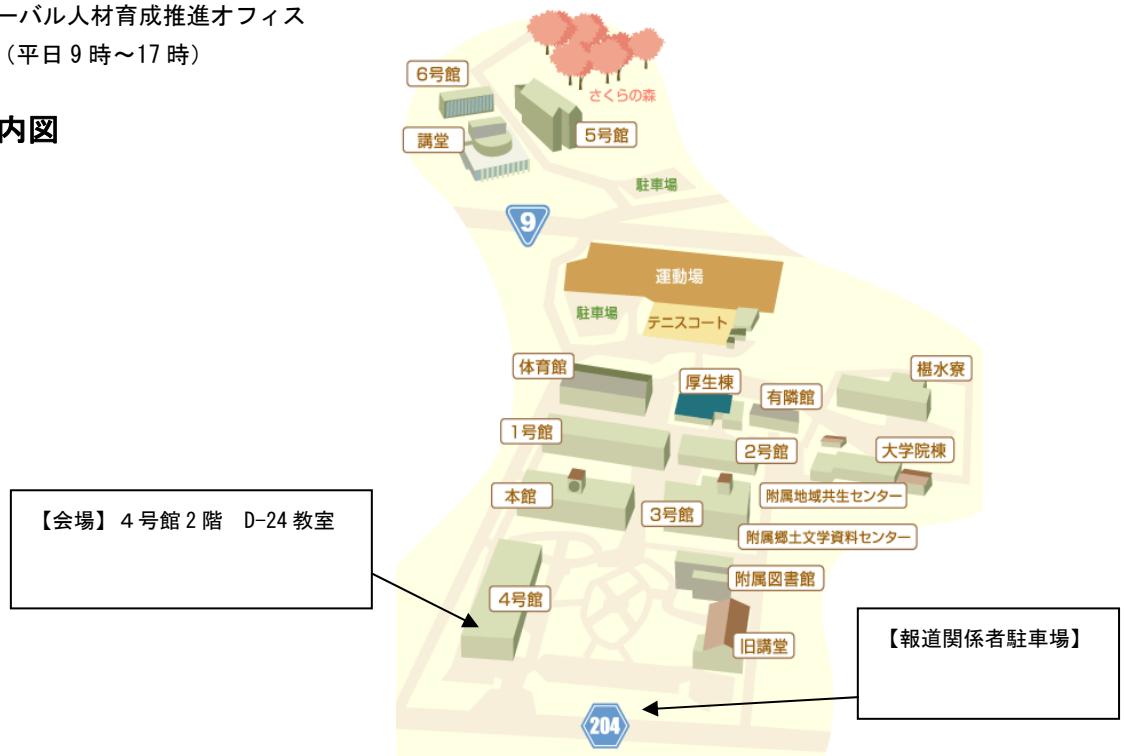 ーバル人材育成推進オフィス
（平日９時～17時）
内図
さくらの森
6号館
5号館
講堂
駐車場
9
運動場
駐車場
テニスコート
体育館
厚生棟
椹水寮
有隣館
1号館
2号館
大学院棟
本館
附属地域共生センター
3号館
【会場】４号館２階　D-24教室
附属郷土文学資料センター
附属図書館
4号館
【報道関係者駐車場】
旧講堂
204